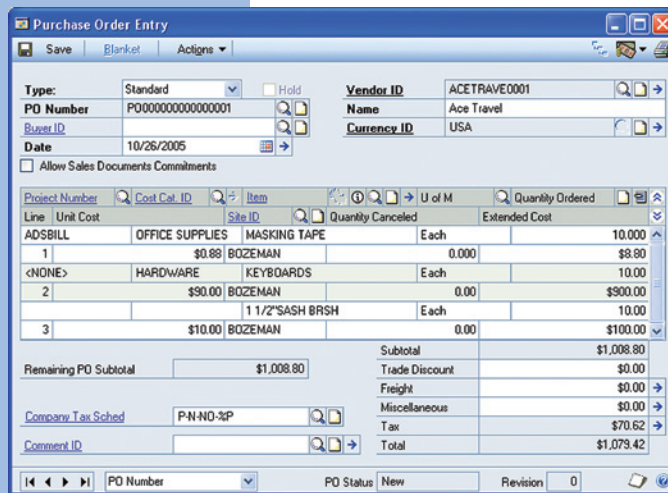 Purchase Order Entry
Save Blanket Actions
Type: Standard Hold Vendor ID ACETRAVE0001
PO Number PO000000000000001 Name Ace Travel
Buyer ID Currency ID USA
Date 10/26/2005
Allow Sales Documents Commitments
Project Number Cost Cat. ID Item U of M Quantity Ordered
Line Unit Cost Site ID Quantity Canceled Extended Cost
ADSBILL OFFICE SUPPLIES MASKING TAPE Each 10.000
1 $0.88 BOZEMAN 0.000 $8.80
<NONE> HARDWARE KEYBOARDS Each 10.00
2 $90.00 BOZEMAN 0.00 $900.00
1 1/2"SASH BRSH Each 10.00
3 $10.00 BOZEMAN 0.00 $100.00
Subtotal $1,008.80
Remaining PO Subtotal $1,008.80 Trade Discount $0.00
Freight $0.00
Miscellaneous $0.00
Company Tax Sched P-N-NO-%P Tax $70.62
Comment ID Total $1,079.42
PO Number PO Status New Revision 0